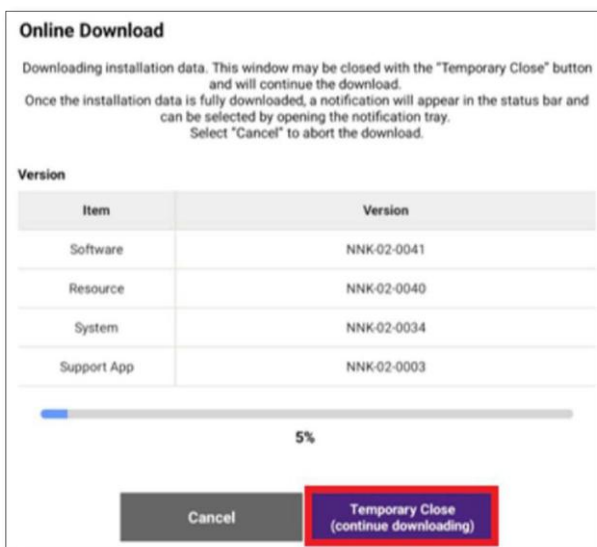 Online Download
Downloading installation data. This window may be closed with the "Temporary Close" button
and will continue the download.
Once the installation data is fully downloaded, a notification will appear in the status bar and
can be selected by opening the notification tray.
Select "Cancel" to abort the download.
Version
Item Version
Software NNK-02-0041
Resource NNK-02-0040
System NNK-02-0034
Support App NNK-02-0003
5%
Cancel
Temporary Close
(continue downloading)